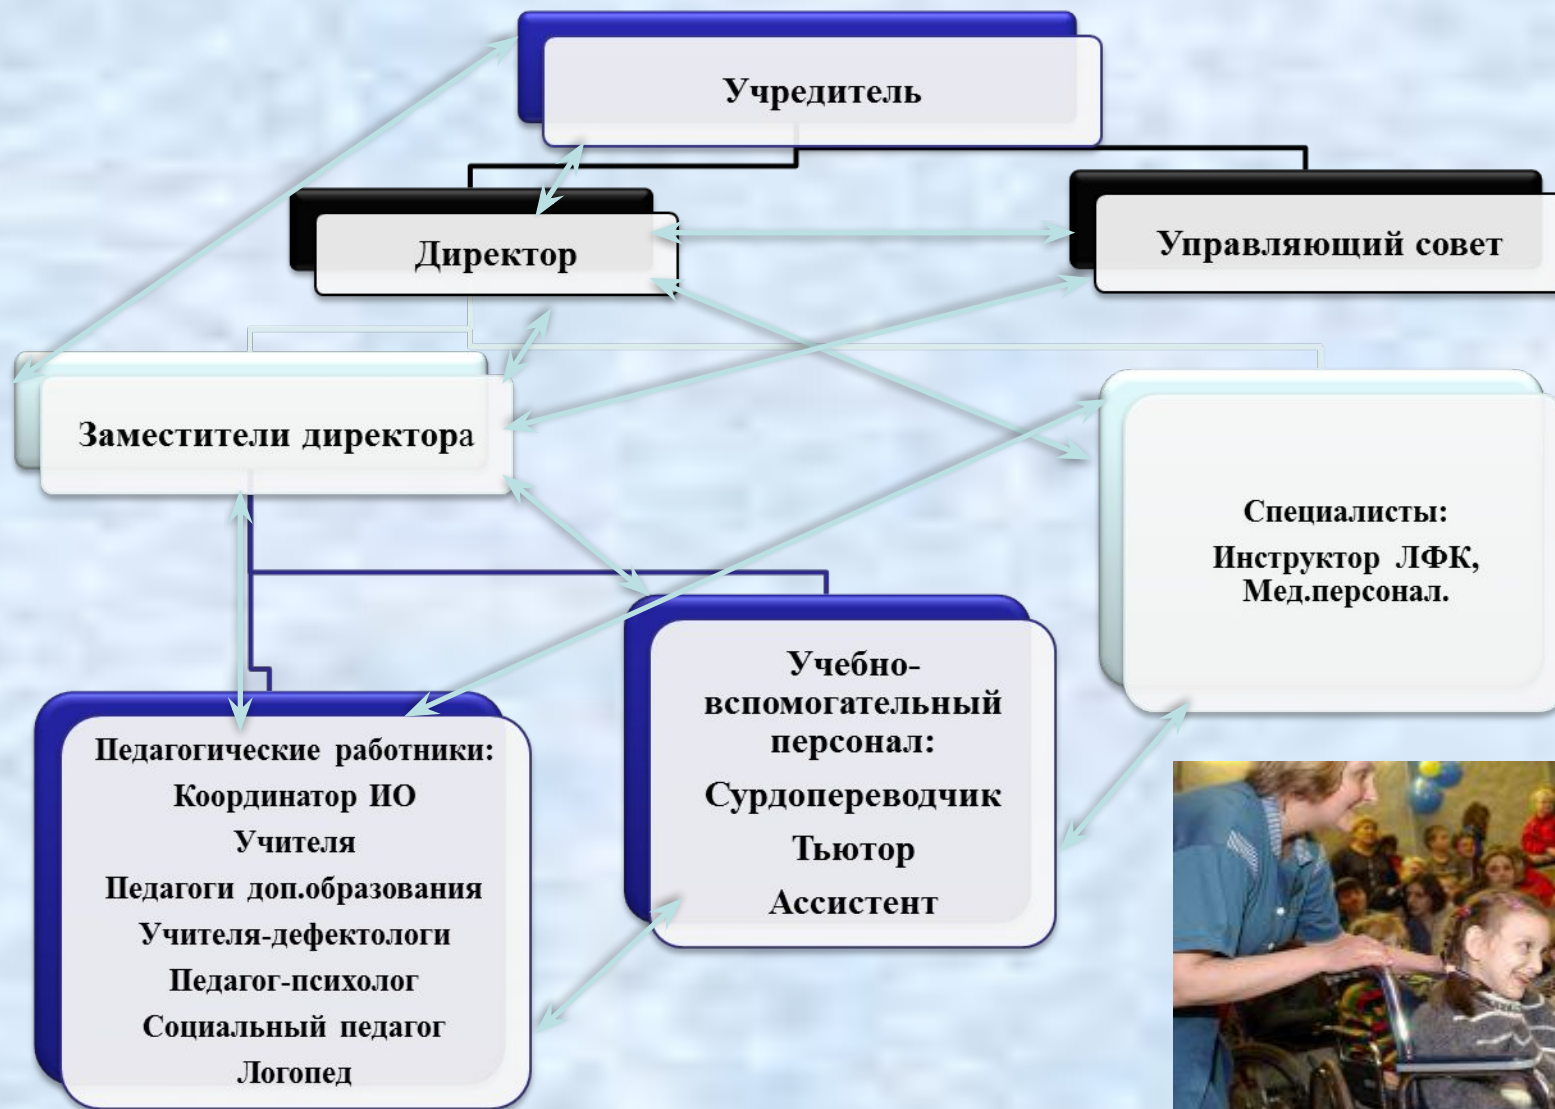 Учредитель
Директор
Управляющий совет
Заместители директора
Специалисты:
Инструктор ЛФК,
Мед.персонал.
Учебно-
вспомогательный
персонал:
Сурдопереводчик
Тьютор
Ассистент
Педагогические работники:
Координатор ИО
Учителя
Педагоги доп.образования
Учителя-дефектологи
Педагог-психолог
Социальный педагог
Логопед